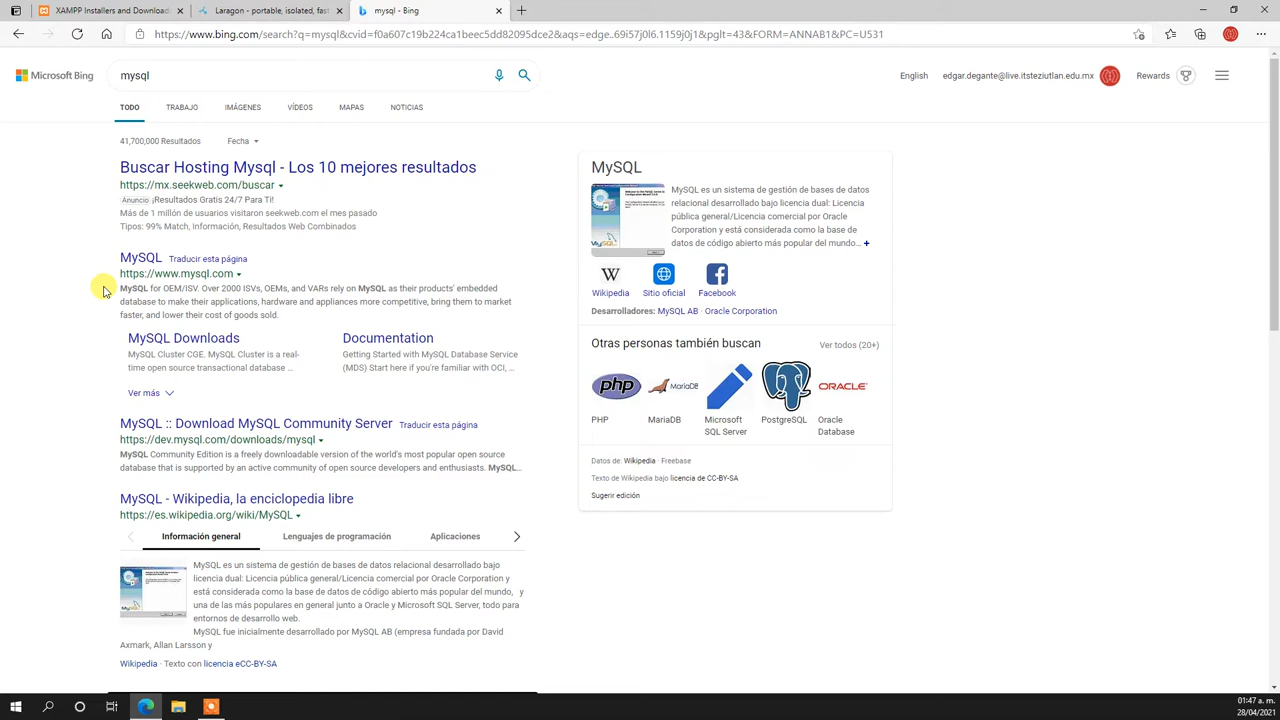 XAMPP Installers and Download
Laragon - portable, isolated, fast
mysql - Bing
https://www.bing.com/search?q=mysql&cvid=f0a607c19b224ca1beec5dd82095dce2&aqs=edge..69i57j0l6.1159j0j1&pglt=43&FORM=ANNAB1&PC=U531
Microsoft Bing
mysql
English
edgar.degante@live.itsteziutlan.edu.mx
Rewards
TODO
TRABAJO
IMÁGENES
VÍDEOS
MAPAS
NOTICIAS
41,700,000 Resultados
Fecha
Buscar Hosting Mysql - Los 10 mejores resultados
https://mx.seekweb.com/buscar
Anuncio ¡Resultados Gratis 24/7 Para Ti!
Más de 1 millón de usuarios visitaron seekweb.com el mes pasado
Tipos: 99% Match, Información, Resultados Web Combinados
MySQL Traducir esta página
https://www.mysql.com
MySQL for OEM/ISV. Over 2000 ISVs, OEMs, and VARs rely on MySQL as their products' embedded
database to make their applications, hardware and appliances more competitive, bring them to market
faster, and lower their cost of goods sold.
MySQL Downloads
MySQL Cluster CGE. MySQL Cluster is a real-
time open source transactional database ...
Documentation
Getting Started with MySQL Database Service
(MDS) Start here if you're familiar with OCI, ...
Ver más
MySQL :: Download MySQL Community Server Traducir esta página
https://dev.mysql.com/downloads/mysql
MySQL Community Edition is a freely downloadable version of the world's most popular open source
database that is supported by an active community of open source developers and enthusiasts. MySQL...
MySQL - Wikipedia, la enciclopedia libre
https://es.wikipedia.org/wiki/MySQL
Información general
Lenguajes de programación
Aplicaciones
MySQL es un sistema de gestión de bases de datos relacional desarrollado bajo
licencia dual: Licencia pública general/Licencia comercial por Oracle Corporation y
está considerada como la base de datos de código abierto más popular del mundo, y
una de las más populares en general junto a Oracle y Microsoft SQL Server, todo para
entornos de desarrollo web.
MySQL fue inicialmente desarrollado por MySQL AB (empresa fundada por David
Axmark, Allan Larsson y
Wikipedia · Texto con licencia eCC-BY-SA
MySQL
MySQL es un sistema de gestión de bases de datos
relacional desarrollado bajo licencia dual: Licencia
pública general/Licencia comercial por Oracle
Corporation y está considerada como la base de
datos de código abierto más popular del mundo… +
Wikipedia
Sitio oficial
Facebook
Desarrolladores: MySQL AB · Oracle Corporation
Otras personas también buscan
Ver todos (20+)
php
MariaDB
ORACLE
PHP
MariaDB
Microsoft
SQL Server
PostgreSQL
Oracle
Database
Datos de: Wikipedia · Freebase
Texto de Wikipedia bajo licencia de CC-BY-SA
Sugerir edición
01:47 a. m.
28/04/2021